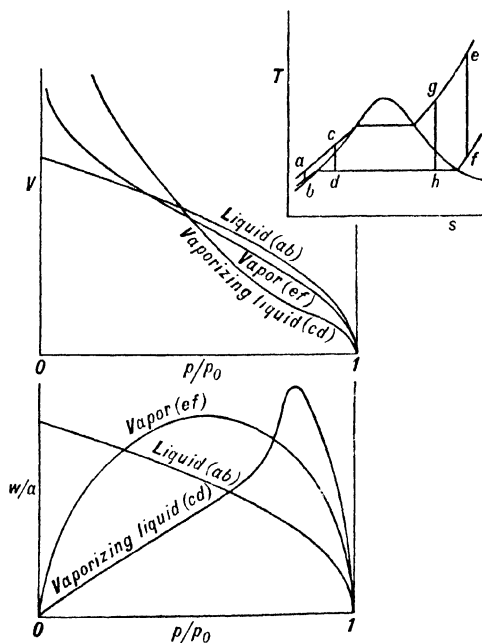 T
a
b
c
d
g
h
e
f
s
V
Liquid (ab)
Vapor (ef)
Vaporizing liquid (cd)
0
p/p₀
1
w/a
Vapor (ef)
Liquid (ab)
Vaporizing liquid (cd)
0
p/p₀
1